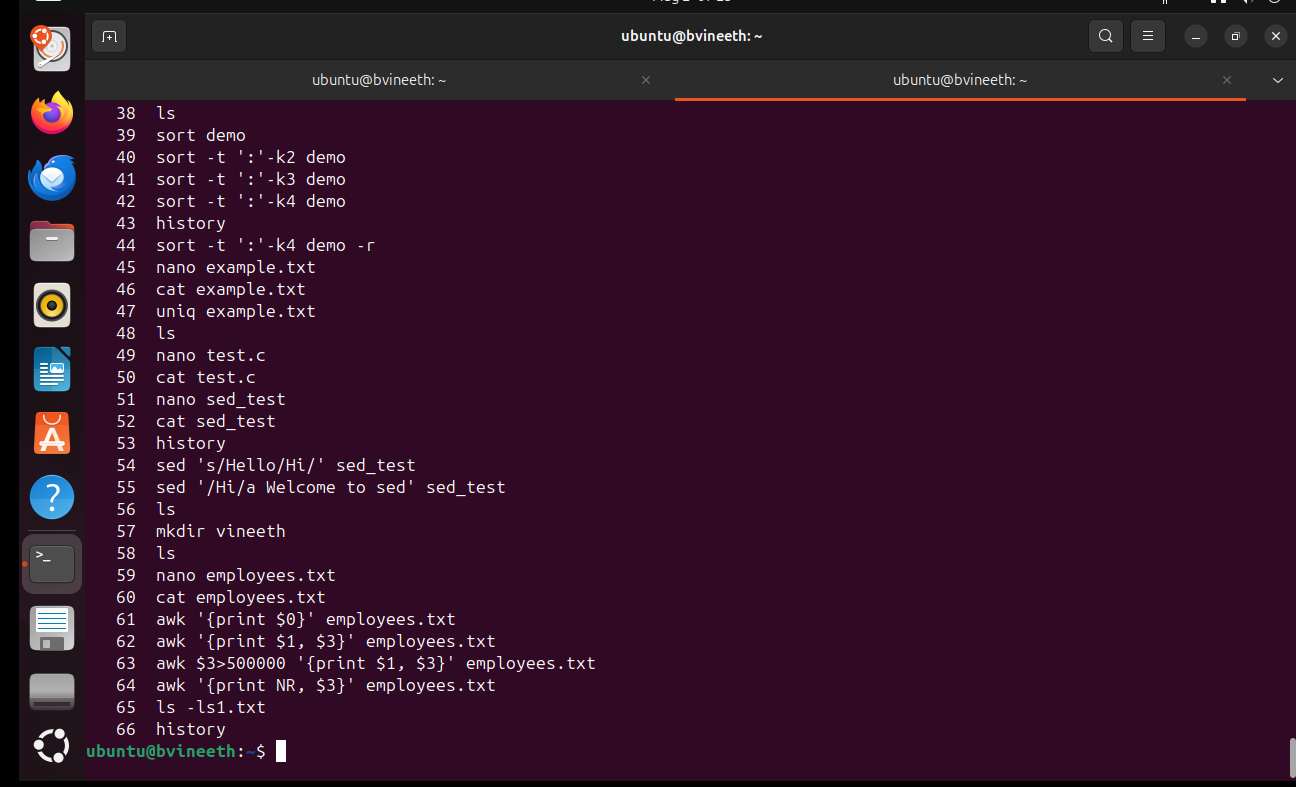 ubuntu@bvineeth: ~
ubuntu@bvineeth: ~ ubuntu@bvineeth: ~
38 ls
39 sort demo
40 sort -t ':'-k2 demo
41 sort -t ':'-k3 demo
42 sort -t ':'-k4 demo
43 history
44 sort -t ':'-k4 demo -r
45 nano example.txt
46 cat example.txt
47 uniq example.txt
48 ls
49 nano test.c
50 cat test.c
51 nano sed_test
52 cat sed_test
53 history
54 sed 's/Hello/Hi/' sed_test
55 sed '/Hi/a Welcome to sed' sed_test
56 ls
57 mkdir vineeth
58 ls
59 nano employees.txt
60 cat employees.txt
61 awk '{print $0}' employees.txt
62 awk '{print $1, $3}' employees.txt
63 awk $3>500000 '{print $1, $3}' employees.txt
64 awk '{print NR, $3}' employees.txt
65 ls -ls1.txt
66 history
ubuntu@bvineeth:~$